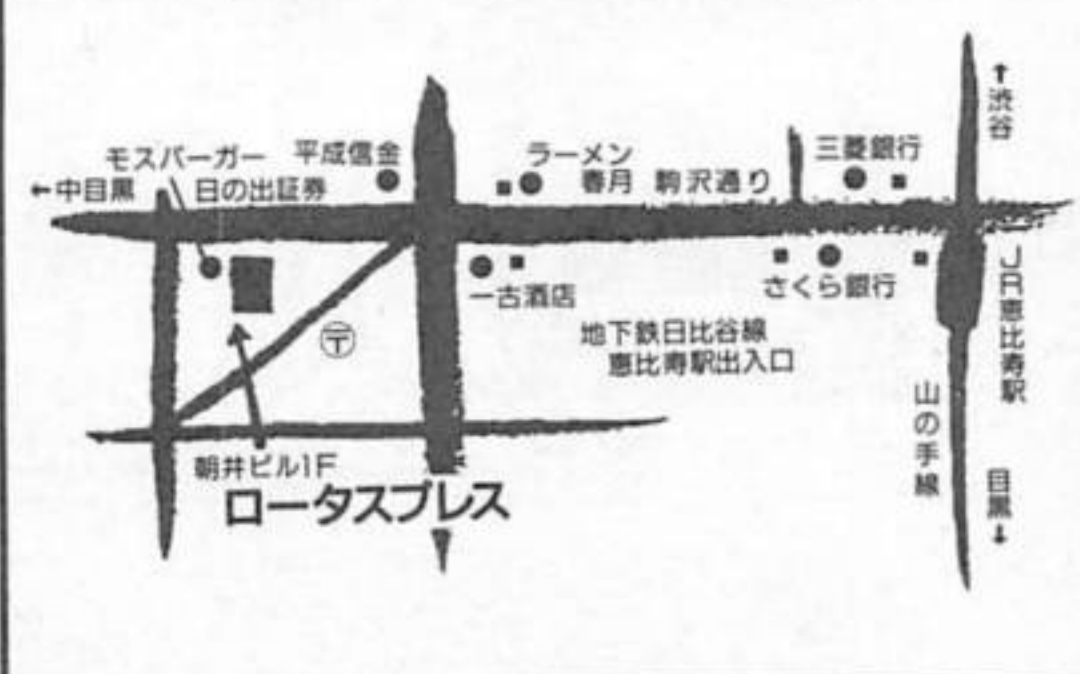 ↑渋谷
モスバーガー
平成信金
ラーメン
春月
駒沢通り
三菱銀行
←中目黒
日の出証券
一古酒店
さくら銀行
JR恵比寿駅
地下鉄日比谷線
恵比寿駅出入口
〒
山の手線
朝井ビル1F
ロータスプレス
目黒↓